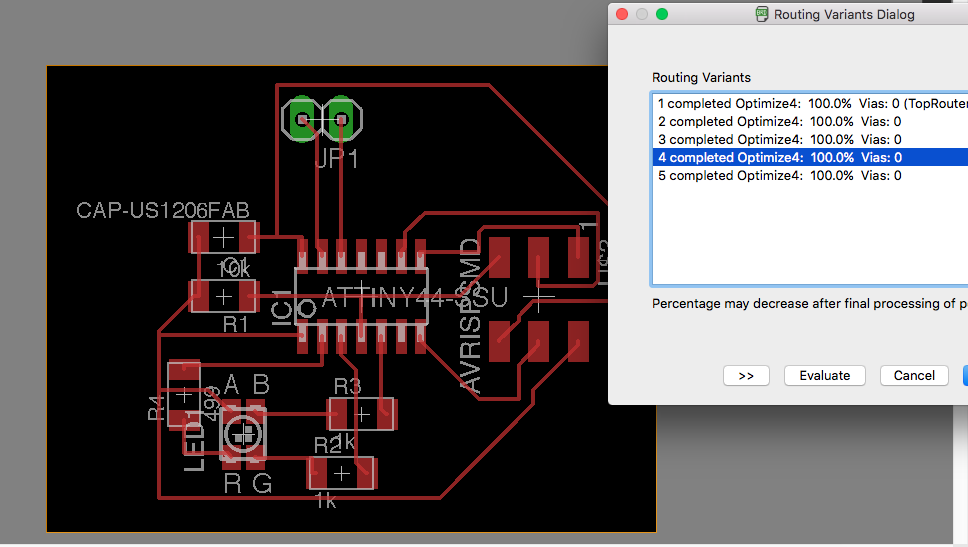 Routing Variants Dialog
Routing Variants
1 completed Optimize4: 100.0% Vias: 0 (TopRouter
2 completed Optimize4: 100.0% Vias: 0
3 completed Optimize4: 100.0% Vias: 0
4 completed Optimize4: 100.0% Vias: 0
5 completed Optimize4: 100.0% Vias: 0
Percentage may decrease after final processing of p
>> Evaluate Cancel
JP1
CAP-US1206FAB
C1
10k
R1
IC1
ATTINY44-SSU
AVRISPSMD
1
R4
499
A B
LED1
R G
R3
1k
R2
1k